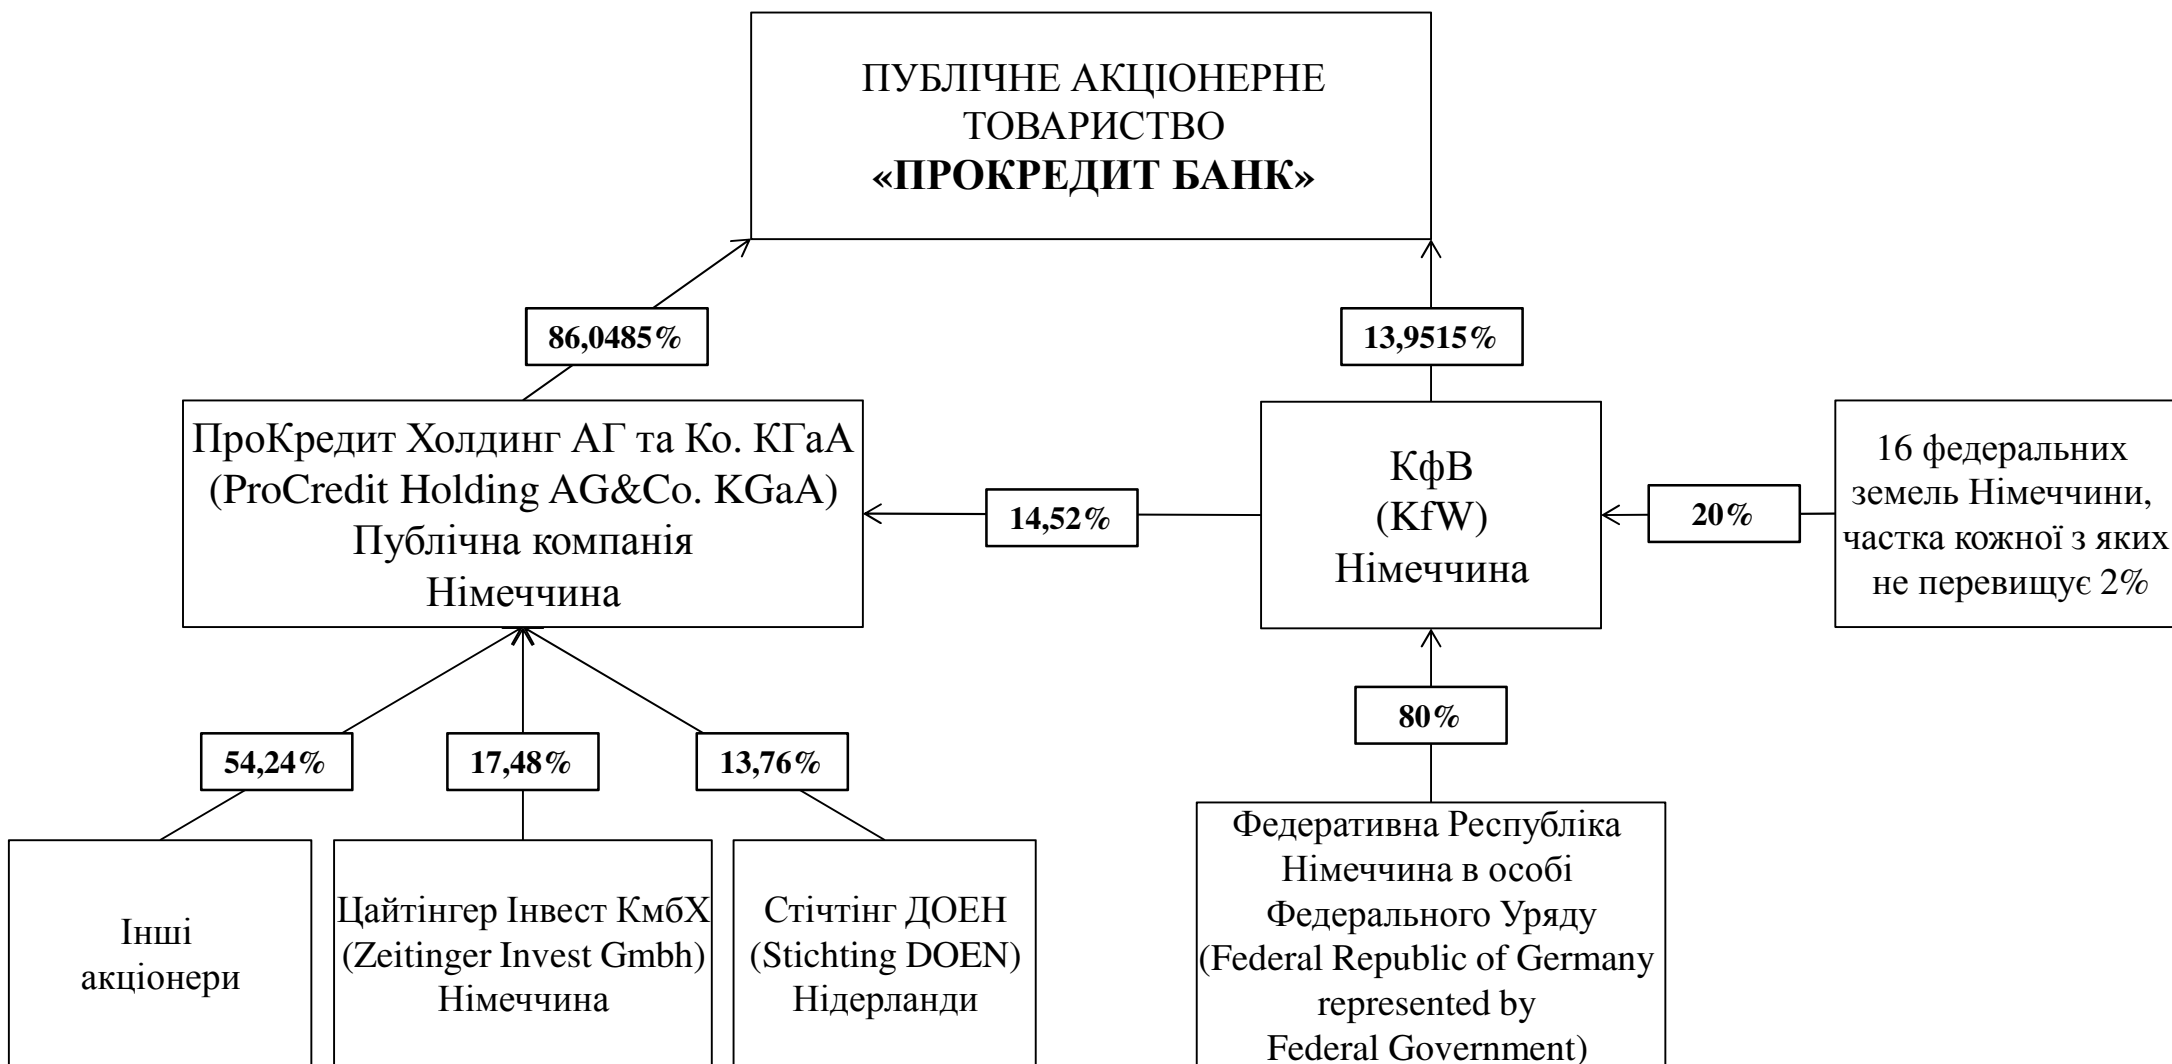 ПУБЛІЧНЕ АКЦІОНЕРНЕ
ТОВАРИСТВО
«ПРОКРЕДИТ БАНК»
86,0485%
13,9515%
ПроКредит Холдинг АГ та Ко. КГаА
(ProCredit Holding AG&Co. KGaA)
Публічна компанія
Німеччина
14,52%
КфВ
(KfW)
Німеччина
20%
16 федеральних
земель Німеччини,
частка кожної з яких
не перевищує 2%
54,24%
17,48%
13,76%
80%
Інші
акціонери
Цайтінгер Інвест КмбХ
(Zeitinger Invest Gmbh)
Німеччина
Стічтінг ДОЕН
(Stichting DOEN)
Нідерланди
Федеративна Республіка
Німеччина в особі
Федерального Уряду
(Federal Republic of Germany
represented by
Federal Government)